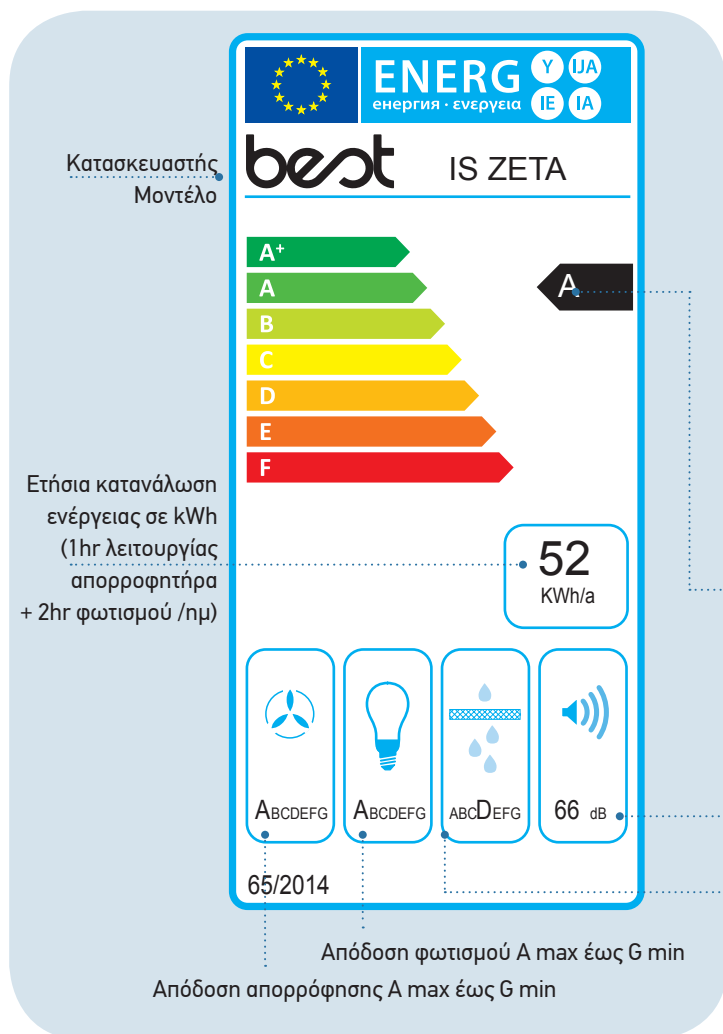 ENERG Y IJA
енергия · ενεργεια IE IA
Κατασκευαστής
Μοντέλο
best IS ZETA
A+
A
A
B
C
D
E
F
Ετήσια κατανάλωση
ενέργειας σε kWh
(1hr λειτουργίας
απορροφητήρα
+ 2hr φωτισμού /ημ)
52
KWh/a
ABCDEFG
ABCDEFG
ABCDEFG
66 dB
65/2014
Απόδοση φωτισμού A max έως G min
Απόδοση απορρόφησης A max έως G min